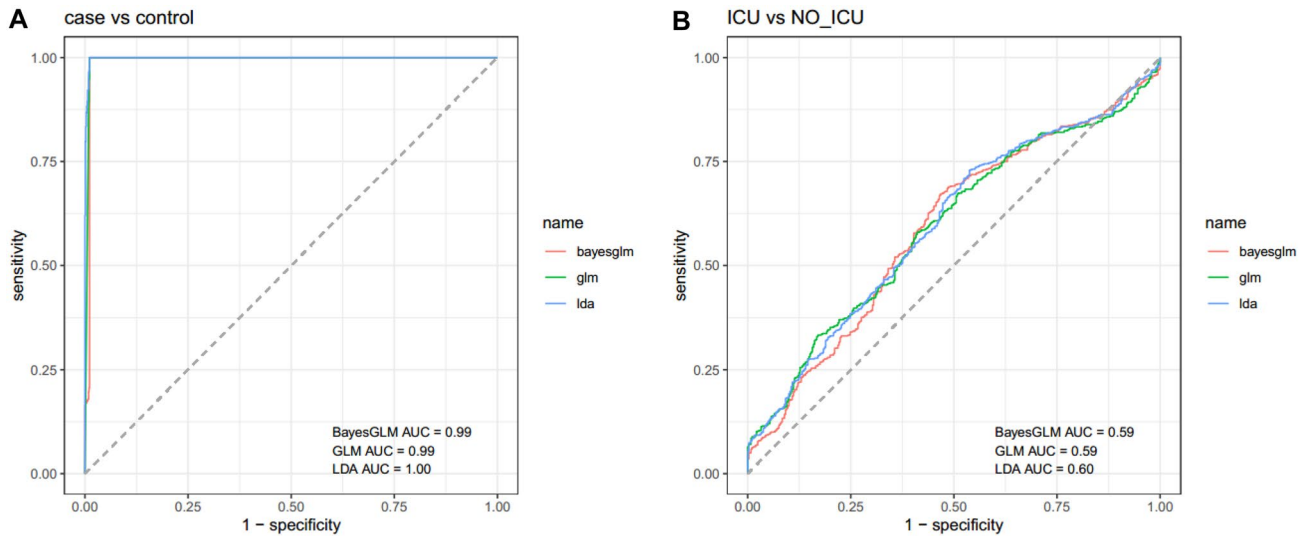 A
case vs control
1.00
0.75
0.50
0.25
0.00
sensitivity
0.00
0.25
0.50
0.75
1.00
1 − specificity
BayesGLM AUC = 0.99
GLM AUC = 0.99
LDA AUC = 1.00
name
bayesglm
glm
lda
B
ICU vs NO_ICU
1.00
0.75
0.50
0.25
0.00
sensitivity
0.00
0.25
0.50
0.75
1.00
1 − specificity
BayesGLM AUC = 0.59
GLM AUC = 0.59
LDA AUC = 0.60
name
bayesglm
glm
lda